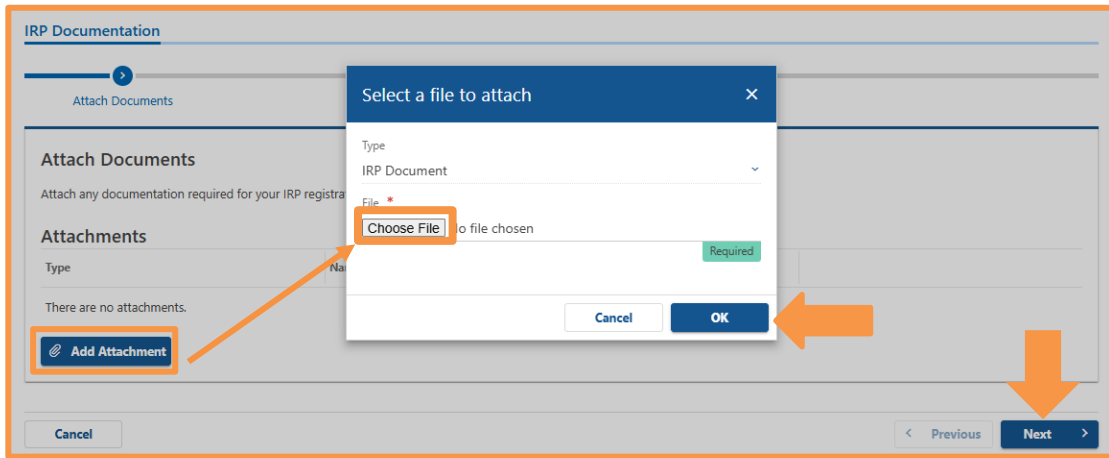 IRP Documentation
Attach Documents
Select a file to attach
Type
IRP Document
File *
Choose File o file chosen
Required
Cancel OK
Attach Documents
Attach any documentation required for your IRP registra
Attachments
Type Na
There are no attachments.
Add Attachment
Cancel Previous Next